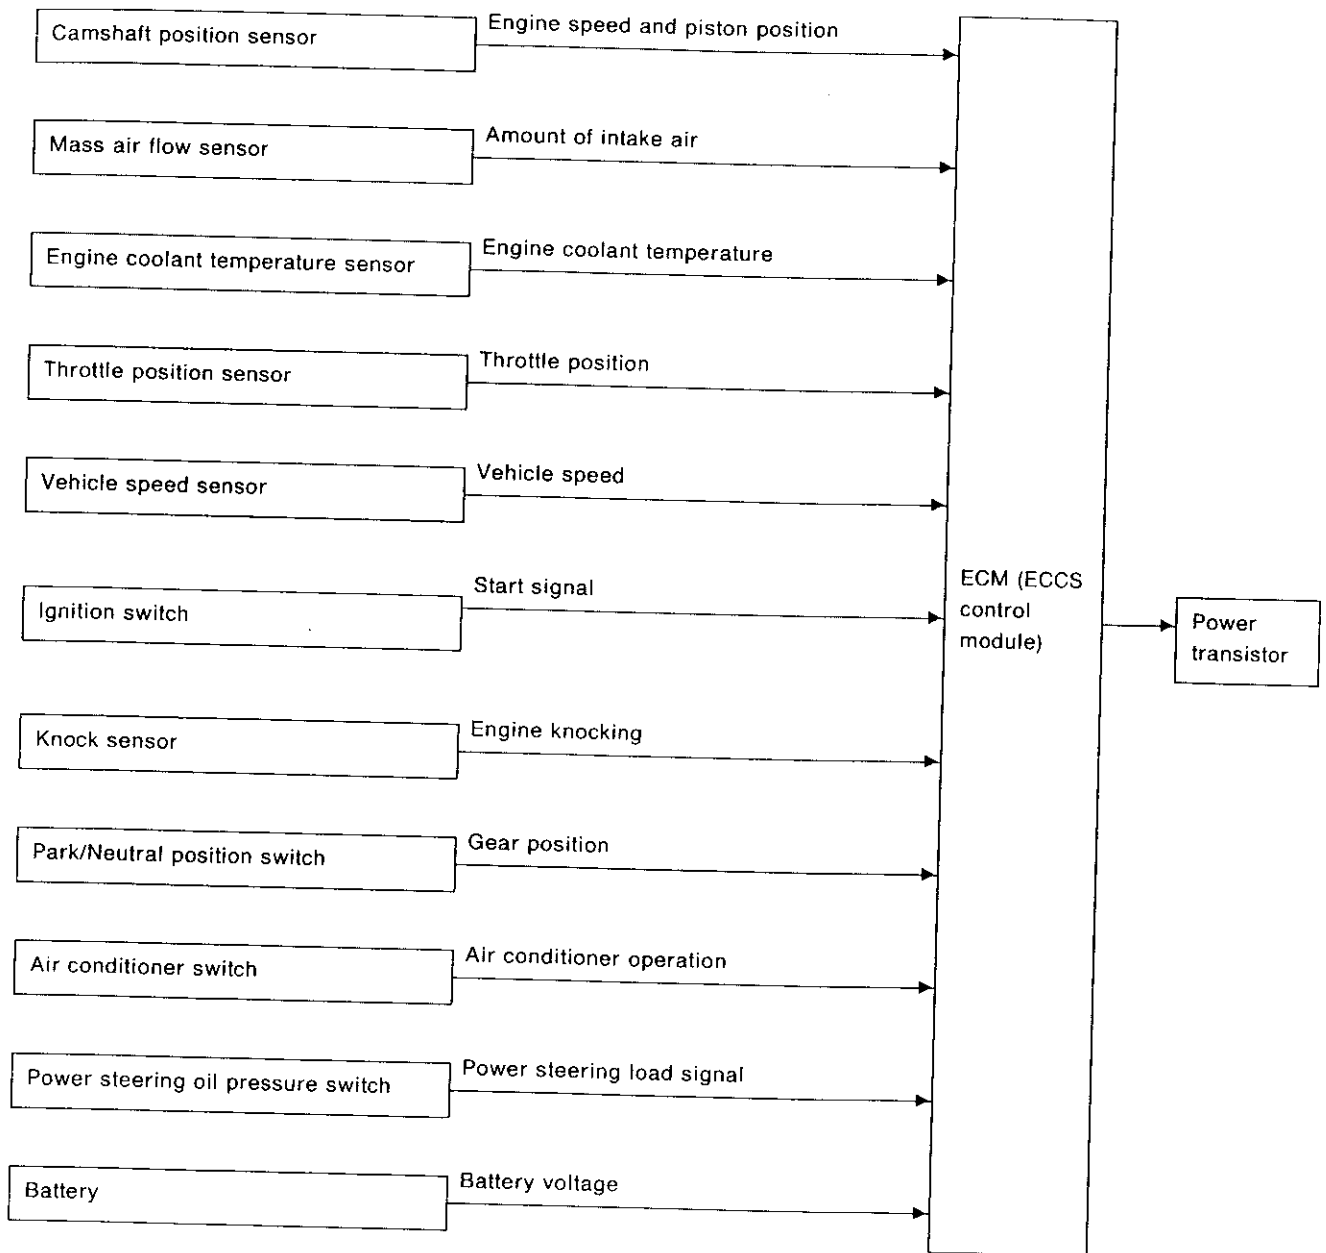 Camshaft position sensor
Engine speed and piston position
Mass air flow sensor
Amount of intake air
Engine coolant temperature sensor
Engine coolant temperature
Throttle position sensor
Throttle position
Vehicle speed sensor
Vehicle speed
Ignition switch
Start signal
ECM (ECCS
control
module)
Power
transistor
Knock sensor
Engine knocking
Park/Neutral position switch
Gear position
Air conditioner switch
Air conditioner operation
Power steering oil pressure switch
Power steering load signal
Battery
Battery voltage